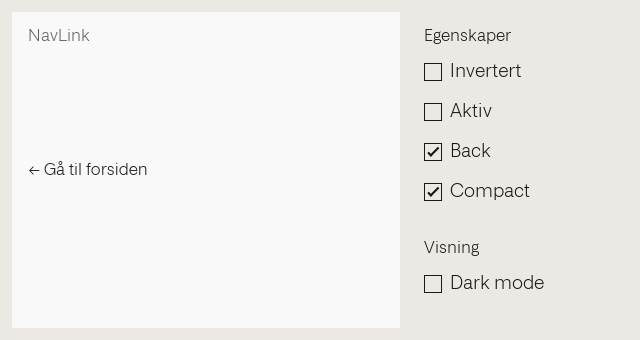 NavLink
← Gå til forsiden
Egenskaper
Invertert
Aktiv
Back
Compact
Visning
Dark mode